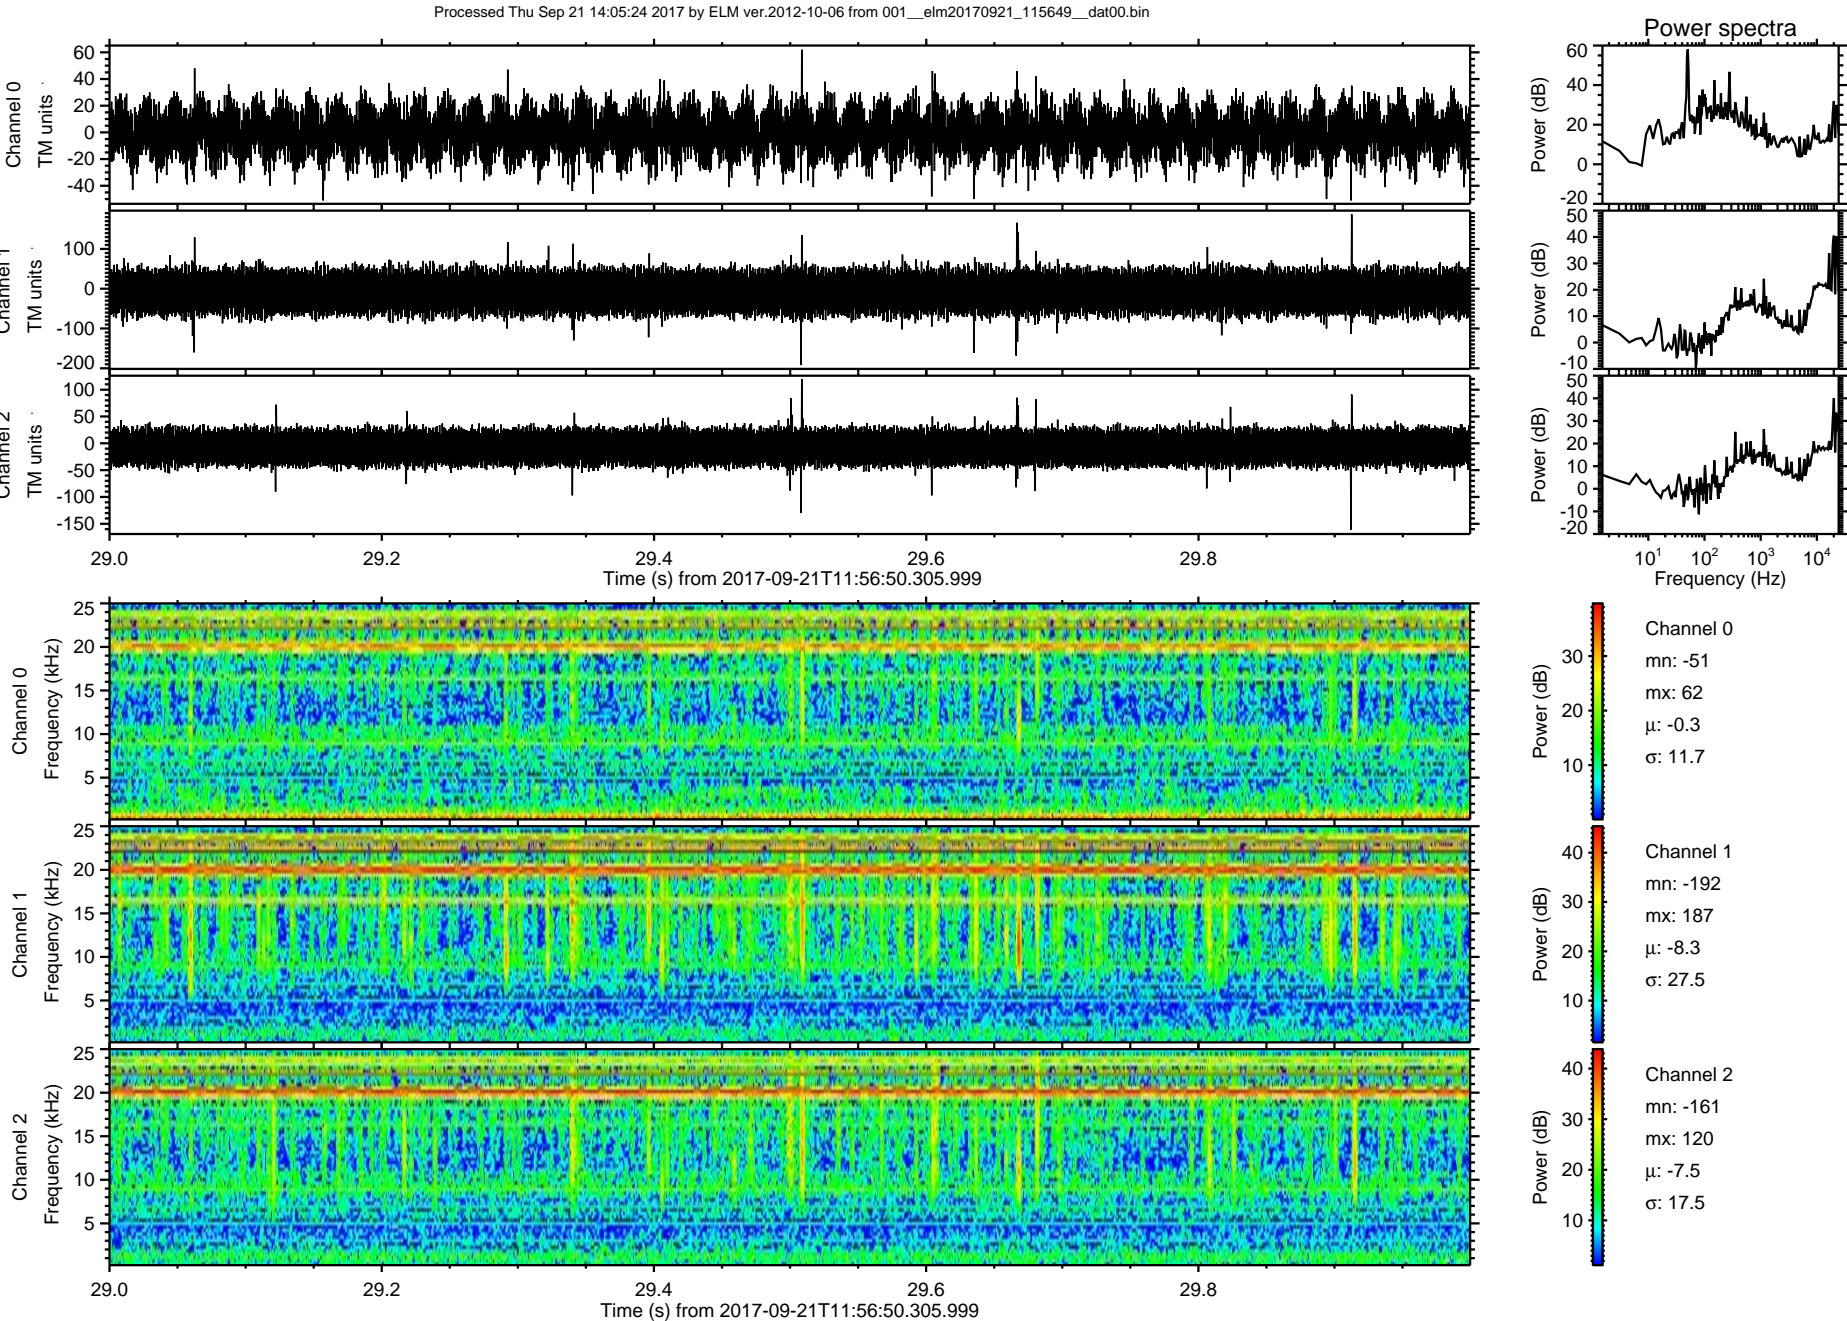 Processed Thu Sep 21 14:05:24 2017 by ELM ver.2012-10-06 from 001__elm20170921_115649__dat00.bin
Power spectra
Channel 0
TM units
60
40
20
0
-20
-40
Power (dB)
60
40
20
0
-20
Channel 1
TM units
100
0
-100
-200
Power (dB)
50
40
30
20
10
0
-10
Channel 2
TM units
100
50
0
-50
-100
-150
Power (dB)
50
40
30
20
10
0
-10
-20
29.0 29.2 29.4 29.6 29.8
Time (s) from 2017-09-21T11:56:50.305.999
10¹ 10² 10³ 10⁴
Frequency (Hz)
Channel 0
Frequency (kHz)
25
20
15
10
5
Power (dB)
30
20
10
Channel 0
mn: -51
mx: 62
μ: -0.3
σ: 11.7
Channel 1
Frequency (kHz)
25
20
15
10
5
Power (dB)
40
30
20
10
Channel 1
mn: -192
mx: 187
μ: -8.3
σ: 27.5
Channel 2
Frequency (kHz)
25
20
15
10
5
Power (dB)
40
30
20
10
Channel 2
mn: -161
mx: 120
μ: -7.5
σ: 17.5
29.0 29.2 29.4 29.6 29.8
Time (s) from 2017-09-21T11:56:50.305.999